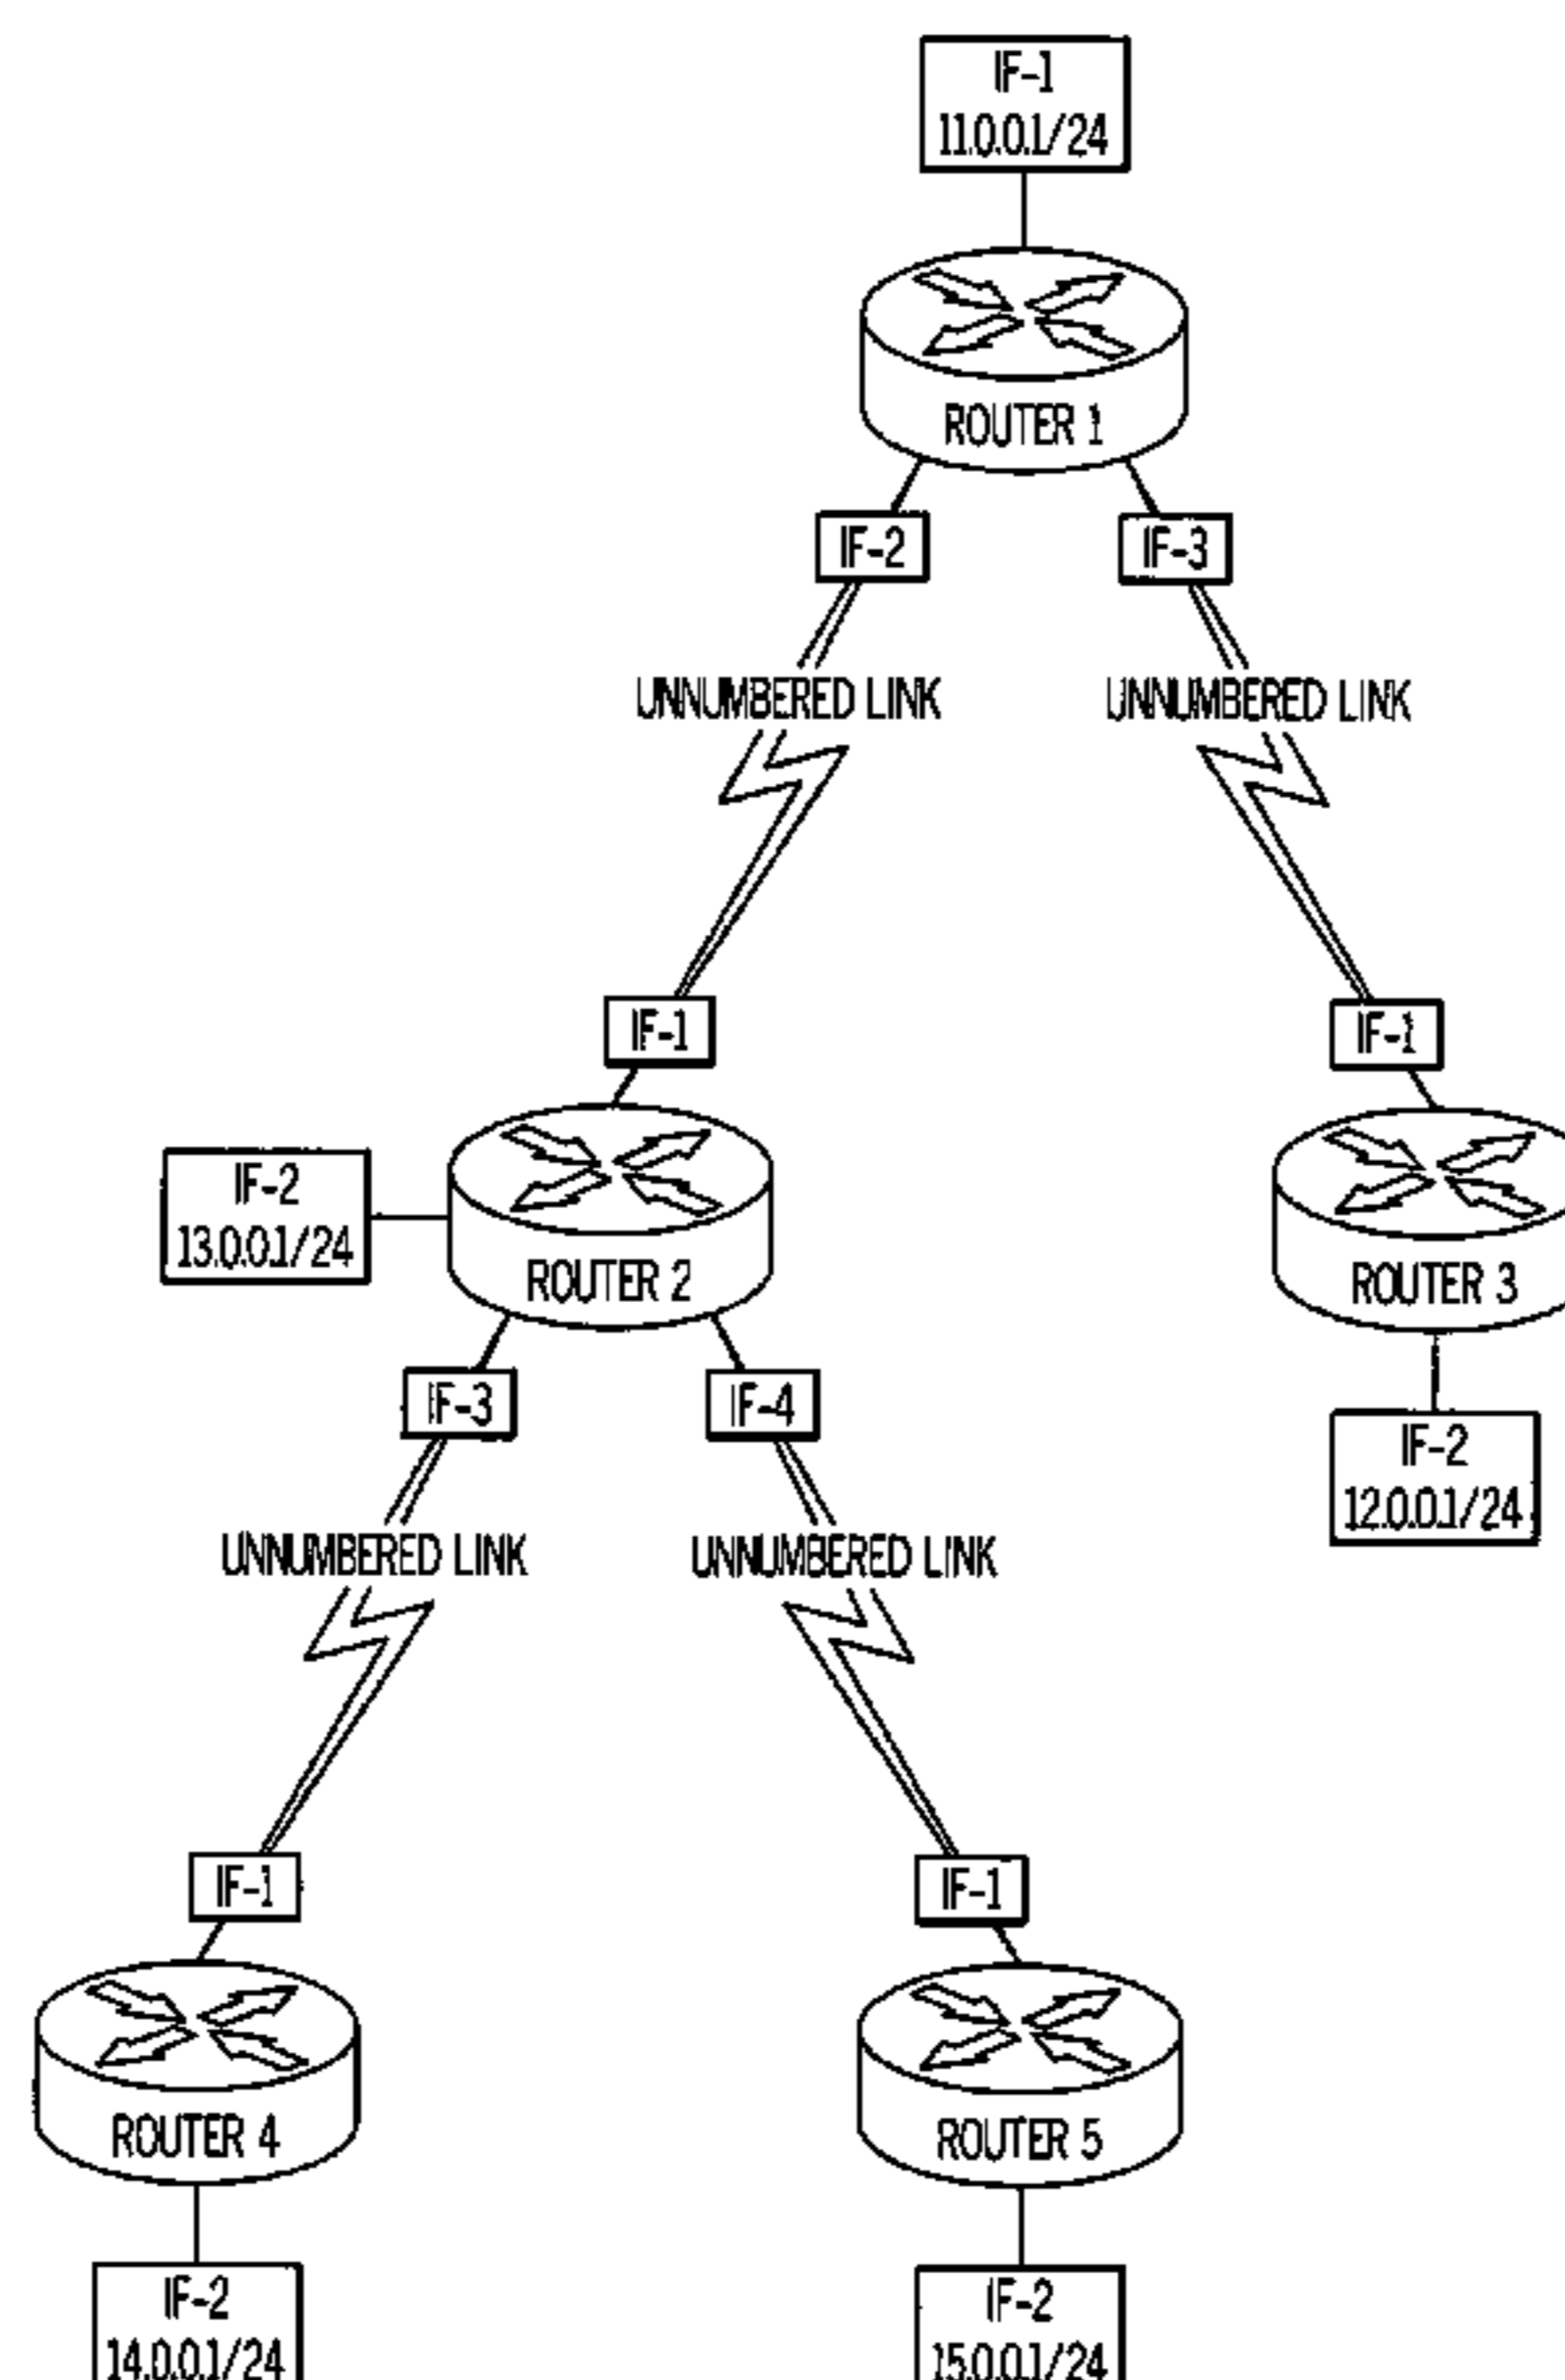 IF-1
11.0.0.1/24
ROUTER 1
IF-2
IF-3
UNNUMBERED LINK
UNNUMBERED LINK
IF-1
IF-1
IF-2
13.0.0.1/24
ROUTER 2
ROUTER 3
IF-3
IF-4
IF-2
12.0.0.1/24
UNNUMBERED LINK
UNNUMBERED LINK
IF-1
IF-1
ROUTER 4
ROUTER 5
IF-2
14.0.0.1/24
IF-2
15.0.0.1/24